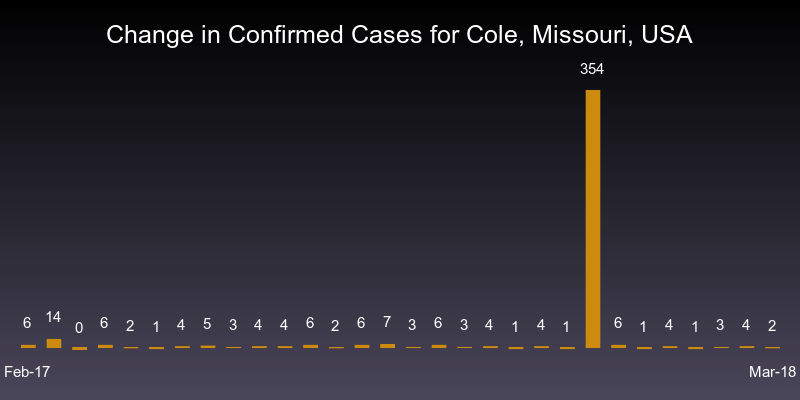 Change in Confirmed Cases for Cole, Missouri, USA
354
6 14 0 6 2 1 4 5 3 4 4 6 2 6 7 3 6 3 4 1 4 1 6 1 4 1 3 4 2
Feb-17 Mar-18